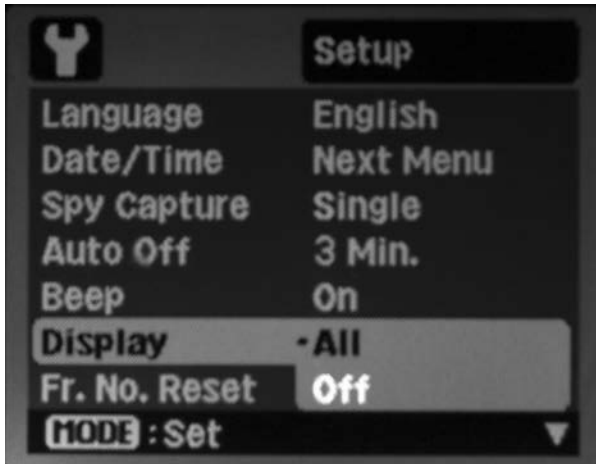 Setup
Language English
Date/Time Next Menu
Spy Capture Single
Auto Off 3 Min.
Beep On
Display ·All
Fr. No. Reset Off
MODE : Set